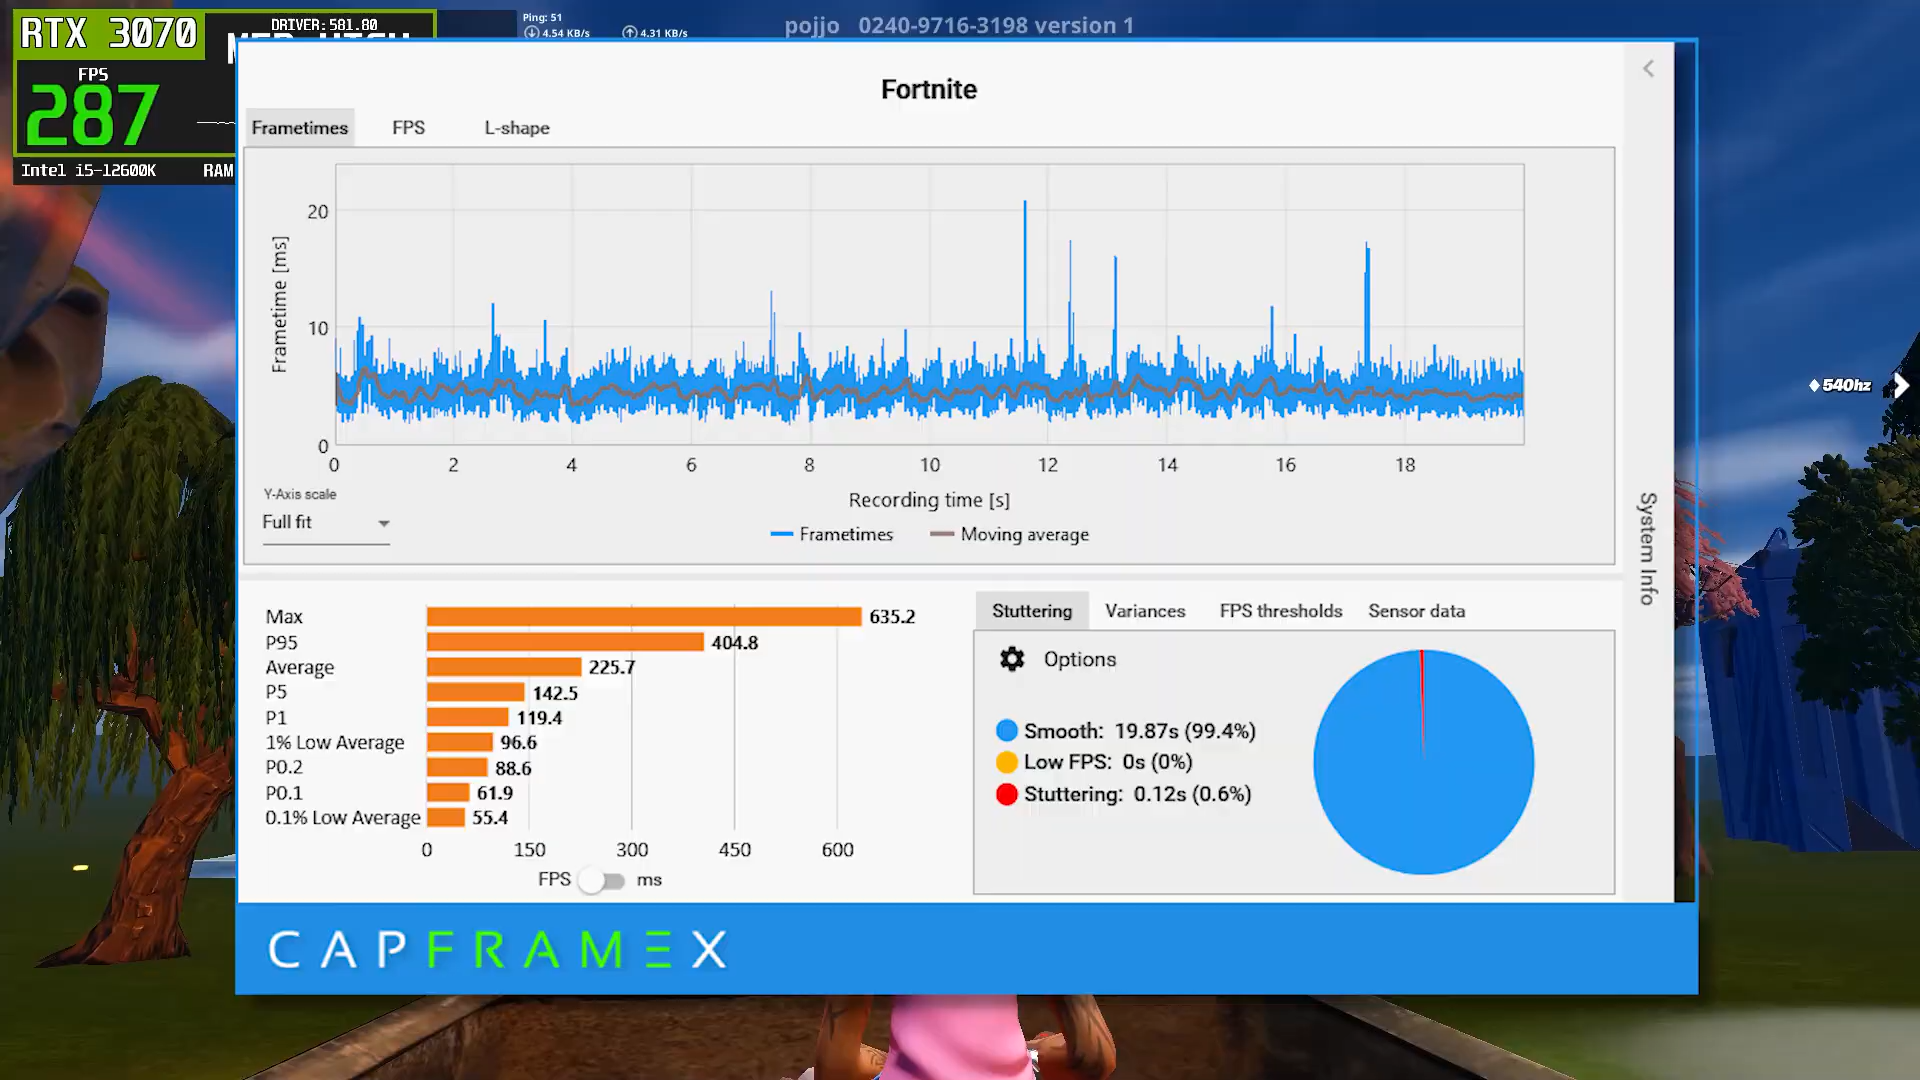 RTX 3070
DRIVER:581.80
FPS
287
Intel i5-12600K RAM
Ping: 51
4.54 KB/s 4.31 KB/s
pojjo 0240-9716-3198 version 1
Fortnite
Frametimes FPS L-shape
Frametime [ms]
20
10
0
0 2 4 6 8 10 12 14 16 18
Recording time [s]
Y-Axis scale
Full fit
Frametimes Moving average
System Info
540hz
Max 635.2
P95 404.8
Average 225.7
P5 142.5
P1 119.4
1% Low Average 96.6
P0.2 88.6
P0.1 61.9
0.1% Low Average 55.4
0 150 300 450 600
FPS ms
Stuttering Variances FPS thresholds Sensor data
Options
Smooth: 19.87s (99.4%)
Low FPS: 0s (0%)
Stuttering: 0.12s (0.6%)
CAPFRAMEX